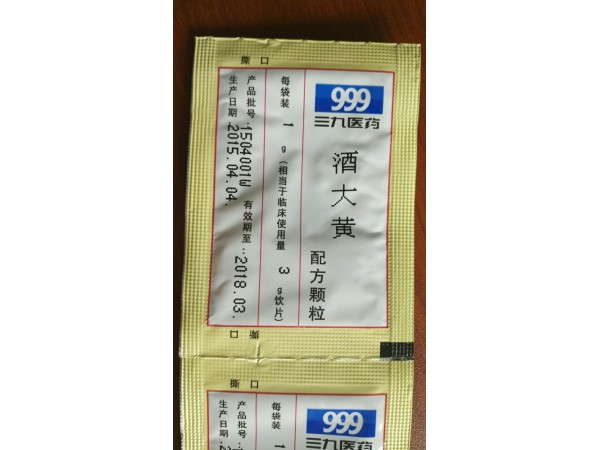 撕 口
999
三九医药
酒大黄
配方颗粒
每袋装 1 g（相当于临床使用量 3 g饮片）
产品批号:1504001W 有效期至:2018.03.
生产日期:2015.04.04.
撕 口
撕 口
999
三九医药
每袋装 1
产品批号:
生产日期:2